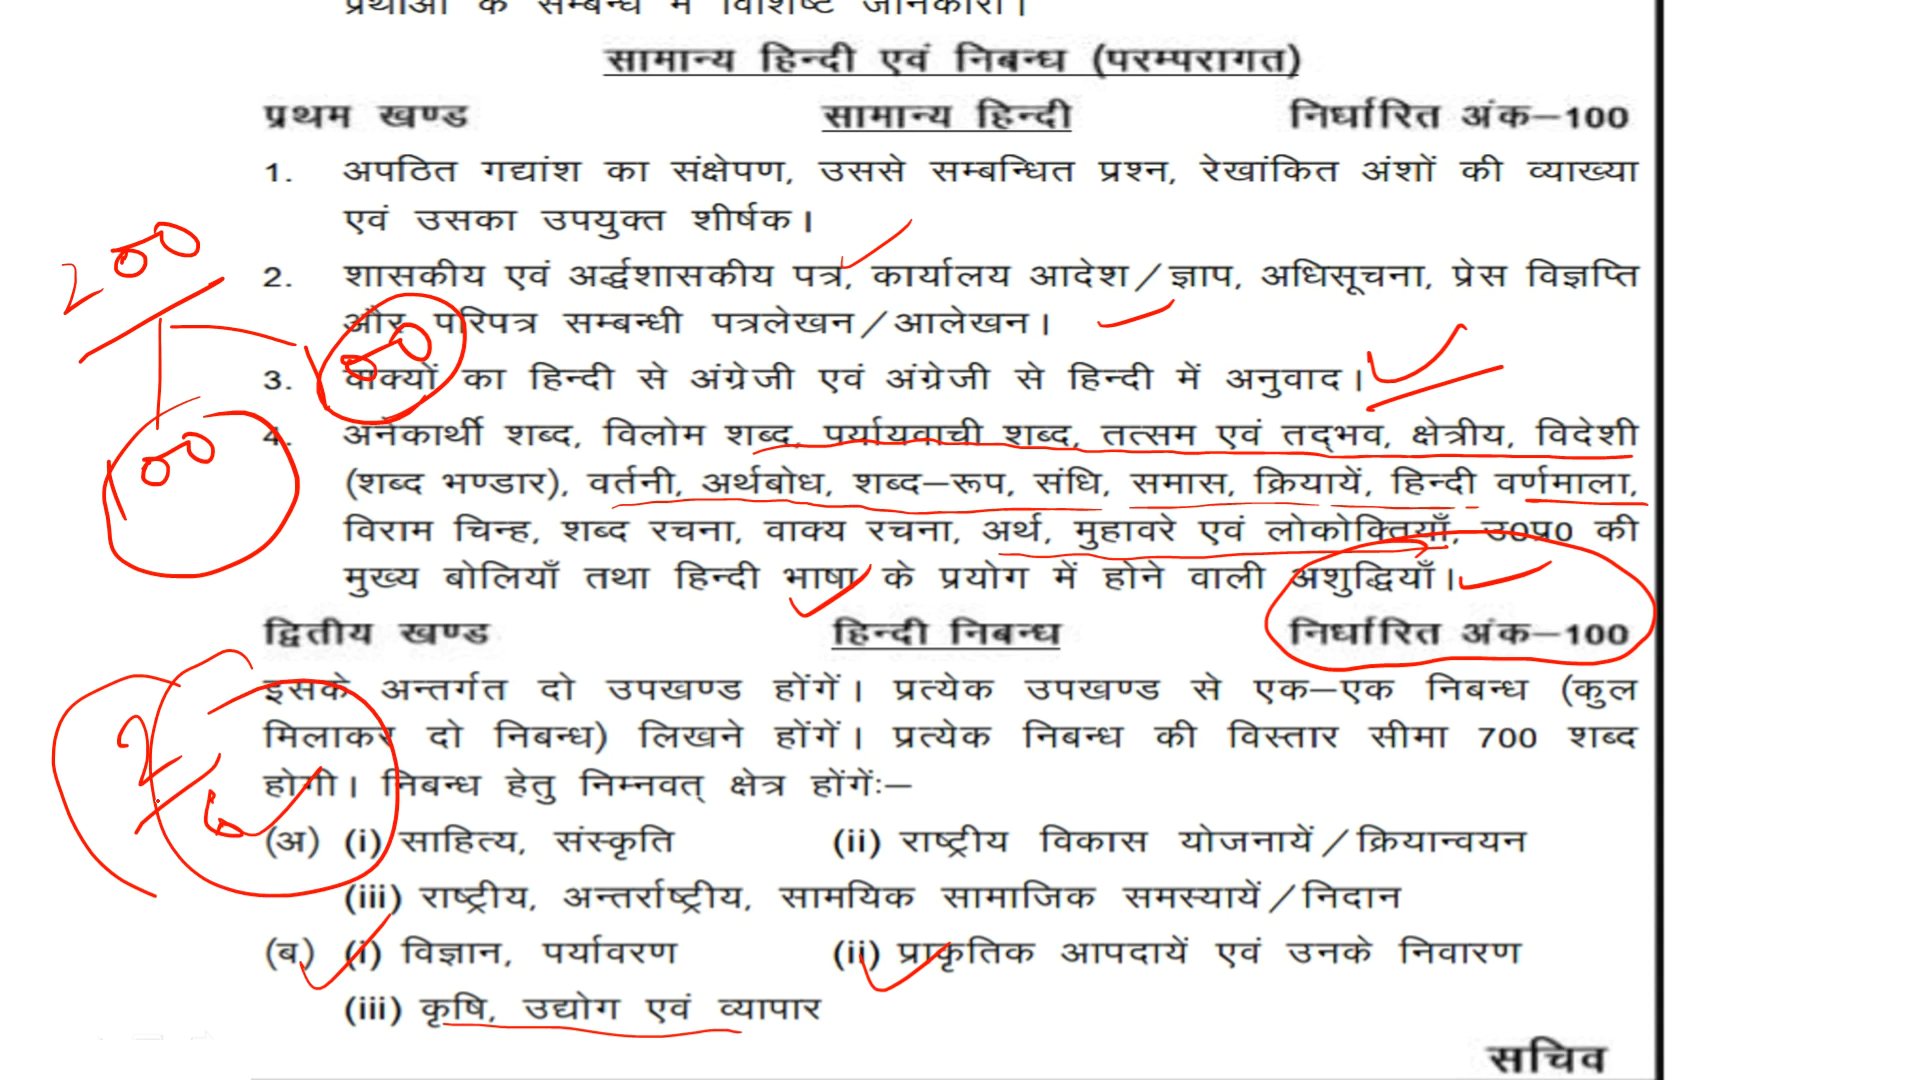 प्रथाओं के सम्बन्ध में विशिष्ट जानकारी।
सामान्य हिन्दी एवं निबन्ध (परम्परागत)
प्रथम खण्ड सामान्य हिन्दी निर्धारित अंक–100
1. अपठित गद्यांश का संक्षेपण, उससे सम्बन्धित प्रश्न, रेखांकित अंशों की व्याख्या
एवं उसका उपयुक्त शीर्षक।
2. शासकीय एवं अर्द्धशासकीय पत्र, कार्यालय आदेश/ज्ञाप, अधिसूचना, प्रेस विज्ञप्ति
और परिपत्र सम्बन्धी पत्रलेखन/आलेखन।
3. वाक्यों का हिन्दी से अंग्रेजी एवं अंग्रेजी से हिन्दी में अनुवाद।
4. अनेकार्थी शब्द, विलोम शब्द, पर्यायवाची शब्द, तत्सम एवं तद्भव, क्षेत्रीय, विदेशी
(शब्द भण्डार), वर्तनी, अर्थबोध, शब्द–रूप, संधि, समास, क्रियायें, हिन्दी वर्णमाला,
विराम चिन्ह, शब्द रचना, वाक्य रचना, अर्थ, मुहावरे एवं लोकोक्तियाँ, उ0प्र0 की
मुख्य बोलियाँ तथा हिन्दी भाषा के प्रयोग में होने वाली अशुद्धियाँ।
द्वितीय खण्ड हिन्दी निबन्ध निर्धारित अंक–100
इसके अन्तर्गत दो उपखण्ड होंगें। प्रत्येक उपखण्ड से एक–एक निबन्ध (कुल
मिलाकर दो निबन्ध) लिखने होंगें। प्रत्येक निबन्ध की विस्तार सीमा 700 शब्द
होगी। निबन्ध हेतु निम्नवत् क्षेत्र होंगें:–
(अ) (i) साहित्य, संस्कृति (ii) राष्ट्रीय विकास योजनायें/क्रियान्वयन
(iii) राष्ट्रीय, अन्तर्राष्ट्रीय, सामयिक सामाजिक समस्यायें/निदान
(ब) (i) विज्ञान, पर्यावरण (ii) प्राकृतिक आपदायें एवं उनके निवारण
(iii) कृषि, उद्योग एवं व्यापार
सचिव
200
100
100
2